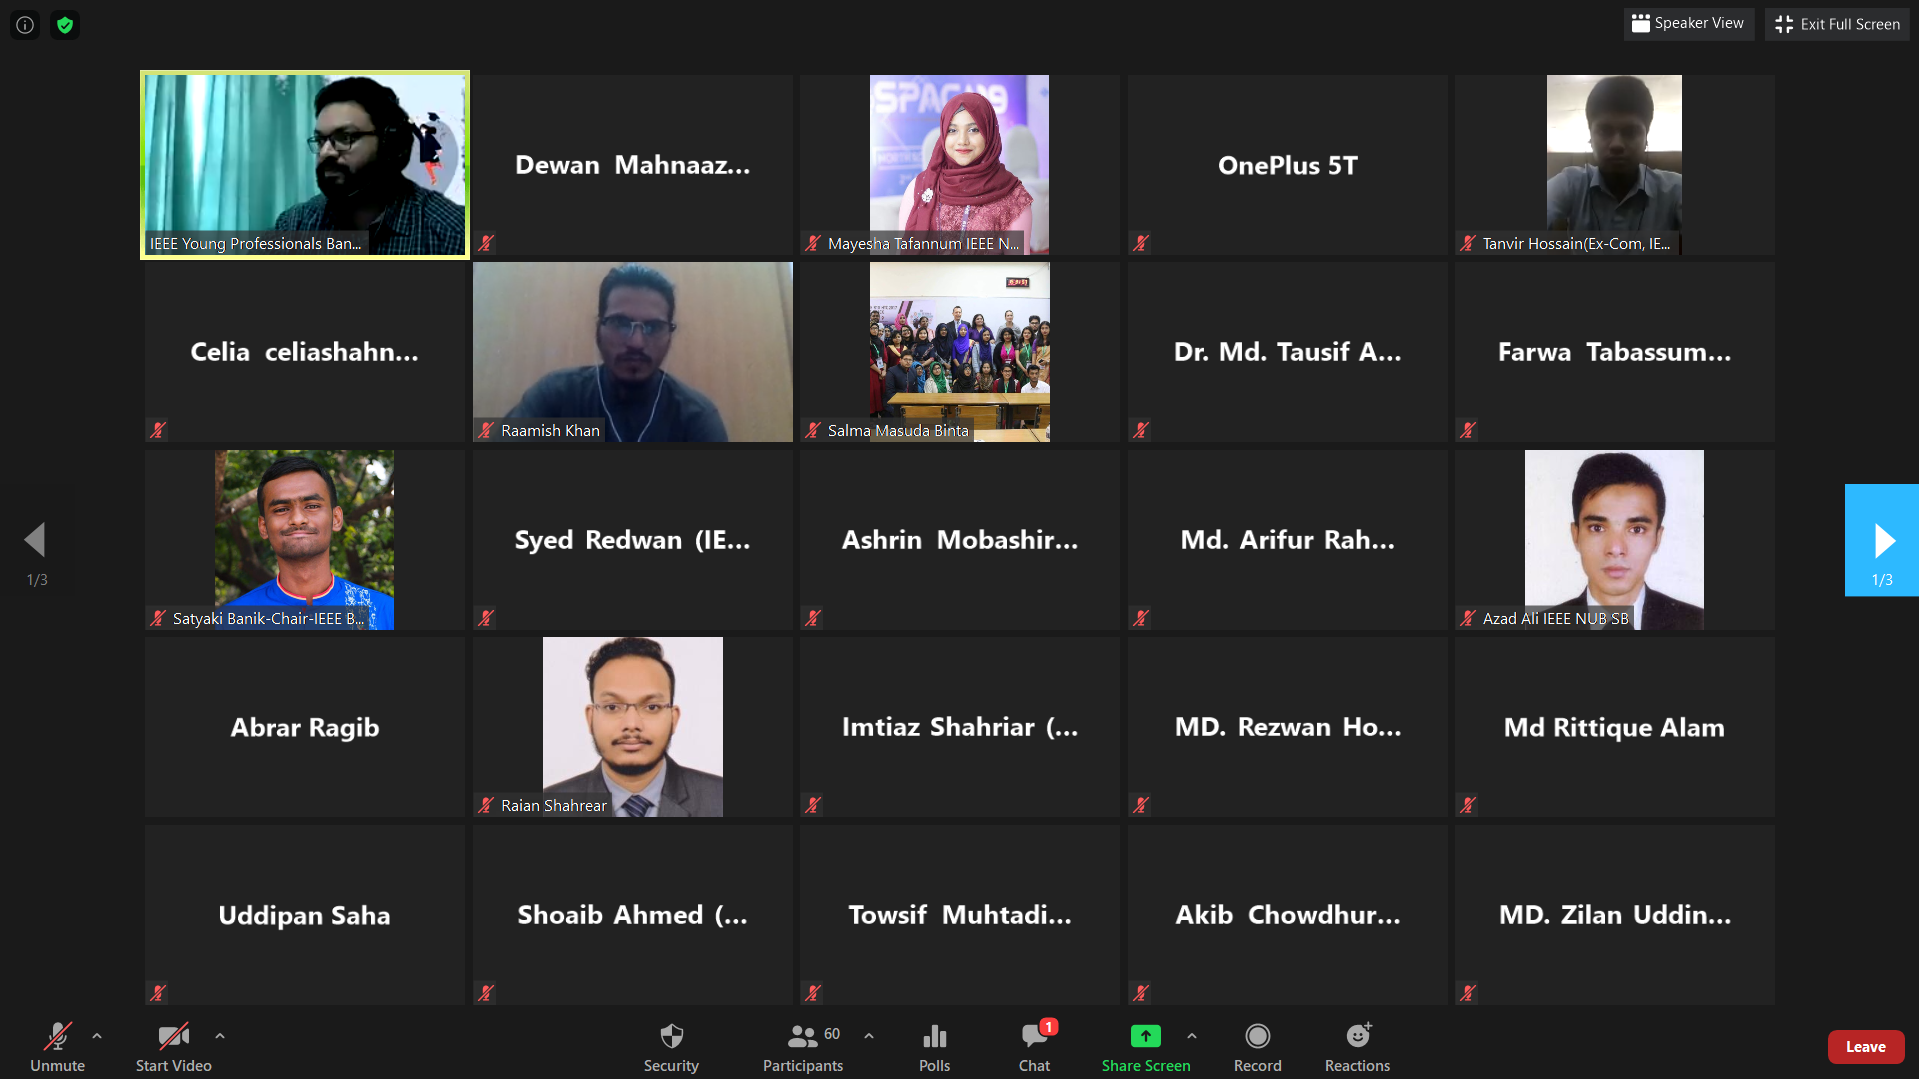 Speaker View
Exit Full Screen
IEEE Young Professionals Ban...
Dewan Mahnaaz...
SPAC 19
Mayesha Tafannum IEEE N...
OnePlus 5T
Tanvir Hossain(Ex-Com, IE...
Celia celiashahn...
Raamish Khan
Salma Masuda Binta
Dr. Md. Tausif A...
Farwa Tabassum...
Satyaki Banik-Chair-IEEE B...
Syed Redwan (IE...
Ashrin Mobashir...
Md. Arifur Rah...
Azad Ali IEEE NUB SB
1/3
1/3
Abrar Ragib
Raian Shahrear
Imtiaz Shahriar (...
MD. Rezwan Ho...
Md Rittique Alam
Uddipan Saha
Shoaib Ahmed (...
Towsif Muhtadi...
Akib Chowdhur...
MD. Zilan Uddin...
Unmute
Start Video
Security
60
Participants
Polls
1
Chat
Share Screen
Record
Reactions
Leave